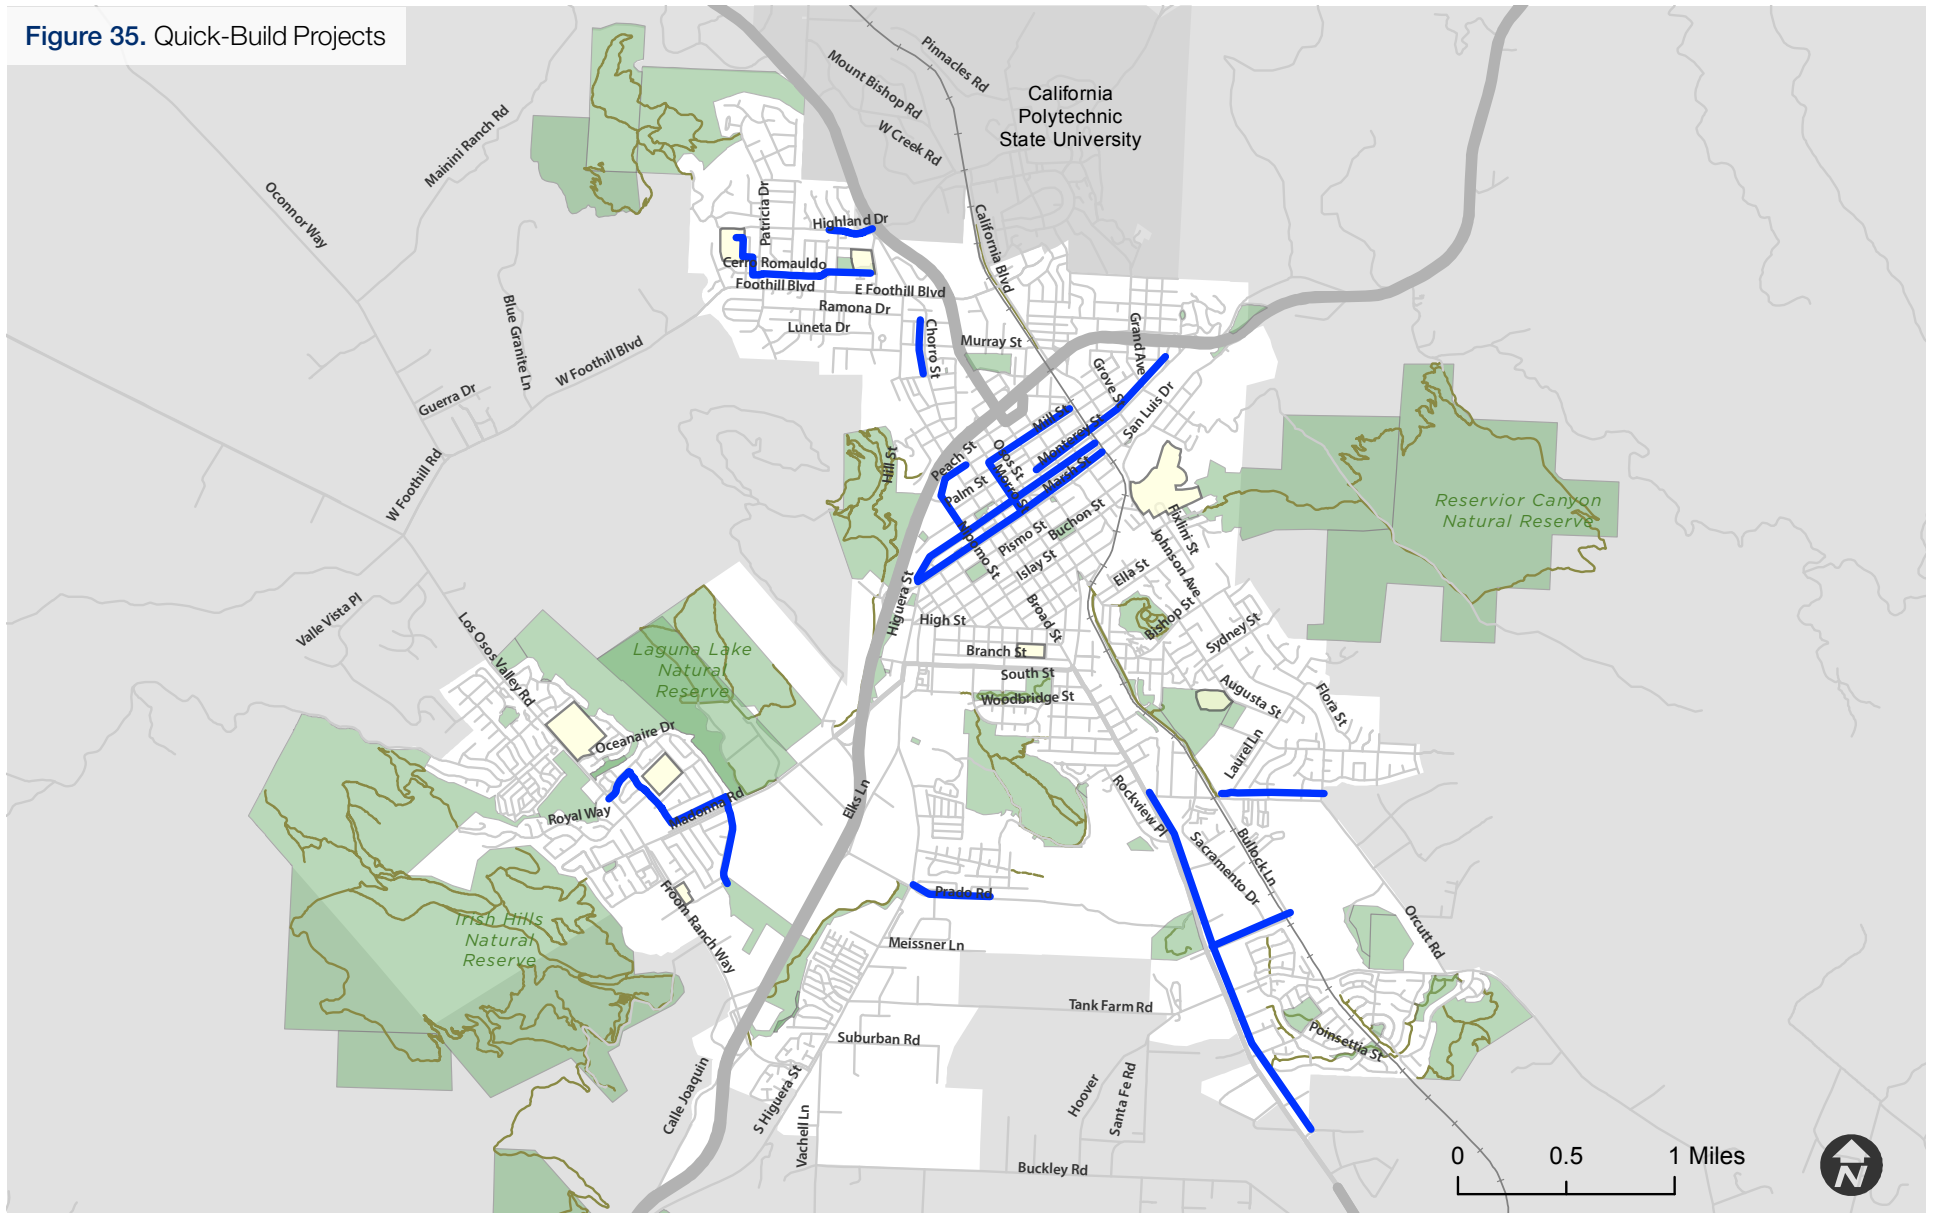 Figure 35. Quick-Build Projects
Pinnacles Rd
Mount Bishop Rd
W Creek Rd
California
Polytechnic
State University
Mainini Ranch Rd
Oconnor Way
Patricia Dr
Highland Dr
California Blvd
Cerro Romauldo
Foothill Blvd
E Foothill Blvd
Ramona Dr
Luneta Dr
Chorro St
Murray St
Grand Ave
Grove St
San Luis Dr
Blue Granite Ln
W Foothill Blvd
Guerra Dr
W Foothill Rd
Mill St
Monterey St
Osos St
Morro St
Marsh St
Peach St
Palm St
Hill St
Nipomo St
Pismo St
Buchon St
Islay St
Fixlini St
Johnson Ave
Ella St
Bishop St
Sydney St
Reservior Canyon
Natural Reserve
Higuera St
High St
Broad St
Branch St
South St
Woodbridge St
Augusta St
Flora St
Laurel Ln
Valle Vista Pl
Los Osos Valley Rd
Laguna Lake
Natural
Reserve
Oceanaire Dr
Royal Way
Madonna Rd
Elks Ln
Rockview Pl
Sacramento Dr
Bullock Ln
Prado Rd
Froom Ranch Way
Irish Hills
Natural
Reserve
Meissner Ln
Orcutt Rd
Tank Farm Rd
Suburban Rd
Poinsettia St
Calle Joaquin
S Higuera St
Vachell Ln
Hoover
Santa Fe Rd
Buckley Rd
0 0.5 1 Miles
N